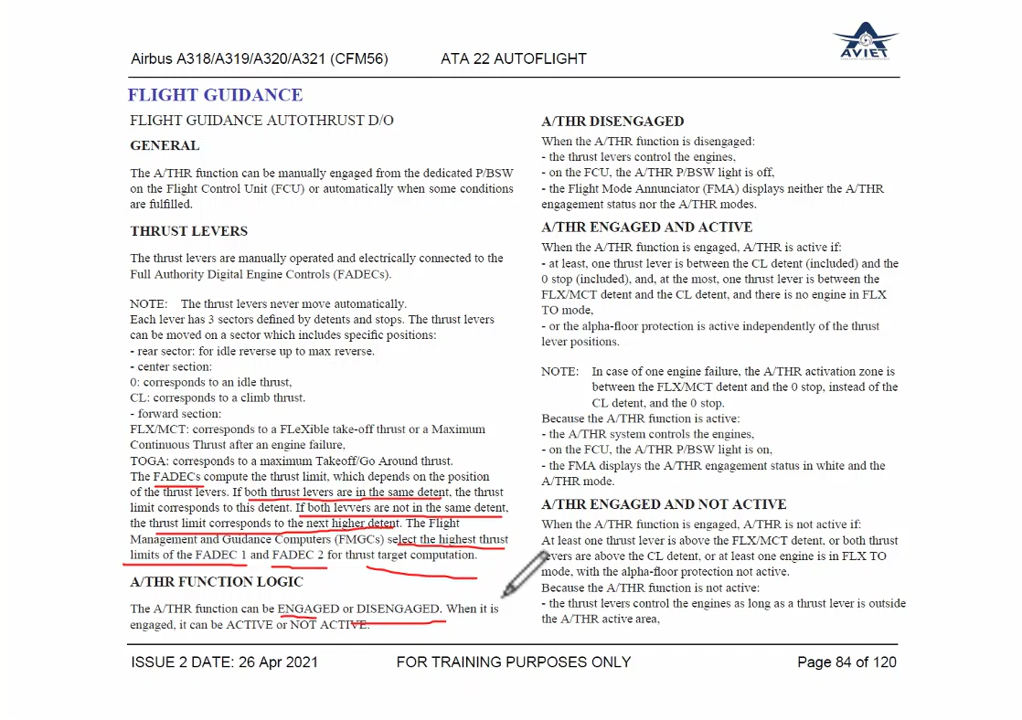 Airbus A318/A319/A320/A321 (CFM56)
ATA 22 AUTOFLIGHT
AVIET
FLIGHT GUIDANCE
FLIGHT GUIDANCE AUTOTHRUST D/O
GENERAL
The A/THR function can be manually engaged from the dedicated P/BSW
on the Flight Control Unit (FCU) or automatically when some conditions
are fulfilled.
THRUST LEVERS
The thrust levers are manually operated and electrically connected to the
Full Authority Digital Engine Controls (FADECs).
NOTE: The thrust levers never move automatically.
Each lever has 3 sectors defined by detents and stops. The thrust levers
can be moved on a sector which includes specific positions:
- rear sector: for idle reverse up to max reverse.
- center section:
0: corresponds to an idle thrust,
CL: corresponds to a climb thrust.
- forward section:
FLX/MCT: corresponds to a FLeXible take-off thrust or a Maximum
Continuous Thrust after an engine failure,
TOGA: corresponds to a maximum Takeoff/Go Around thrust.
The FADECs compute the thrust limit, which depends on the position
of the thrust levers. If both thrust levers are in the same detent, the thrust
limit corresponds to this detent. If both levvers are not in the same detent,
the thrust limit corresponds to the next higher detent. The Flight
Management and Guidance Computers (FMGCs) select the highest thrust
limits of the FADEC 1 and FADEC 2 for thrust target computation.
A/THR FUNCTION LOGIC
The A/THR function can be ENGAGED or DISENGAGED. When it is
engaged, it can be ACTIVE or NOT ACTIVE.
A/THR DISENGAGED
When the A/THR function is disengaged:
- the thrust levers control the engines,
- on the FCU, the A/THR P/BSW light is off,
- the Flight Mode Annunciator (FMA) displays neither the A/THR
engagement status nor the A/THR modes.
A/THR ENGAGED AND ACTIVE
When the A/THR function is engaged, A/THR is active if:
- at least, one thrust lever is between the CL detent (included) and the
0 stop (included), and, at the most, one thrust lever is between the
FLX/MCT detent and the CL detent, and there is no engine in FLX
TO mode,
- or the alpha-floor protection is active independently of the thrust
lever positions.
NOTE: In case of one engine failure, the A/THR activation zone is
between the FLX/MCT detent and the 0 stop, instead of the
CL detent, and the 0 stop.
Because the A/THR function is active:
- the A/THR system controls the engines,
- on the FCU, the A/THR P/BSW light is on,
- the FMA displays the A/THR engagement status in white and the
A/THR mode.
A/THR ENGAGED AND NOT ACTIVE
When the A/THR function is engaged, A/THR is not active if:
At least one thrust lever is above the FLX/MCT detent, or both thrust
levers are above the CL detent, or at least one engine is in FLX TO
mode, with the alpha-floor protection not active.
Because the A/THR function is not active:
- the thrust levers control the engines as long as a thrust lever is outside
the A/THR active area,
ISSUE 2 DATE: 26 Apr 2021
FOR TRAINING PURPOSES ONLY
Page 84 of 120